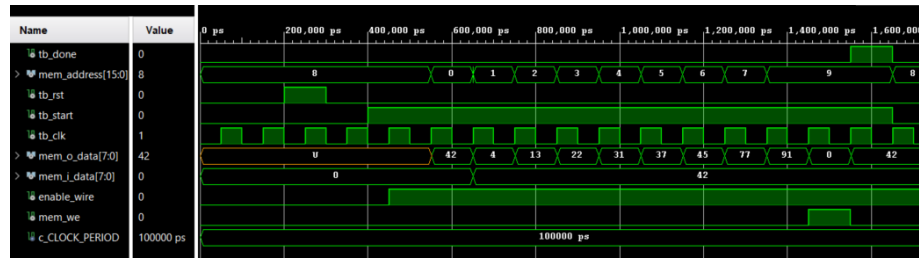 Name Value 0 ps 200,000 ps 400,000 ps 600,000 ps 800,000 ps 1,000,000 ps 1,200,000 ps 1,400,000 ps 1,600,00
tb_done 0
mem_address[15:0] 8 8 0 1 2 3 4 5 6 7 9 8
tb_rst 0
tb_start 0
tb_clk 1
mem_o_data[7:0] 42 U 42 4 13 22 31 37 45 77 91 0 42
mem_i_data[7:0] 0 0 42
enable_wire 0
mem_we 0
c_CLOCK_PERIOD 100000 ps 100000 ps